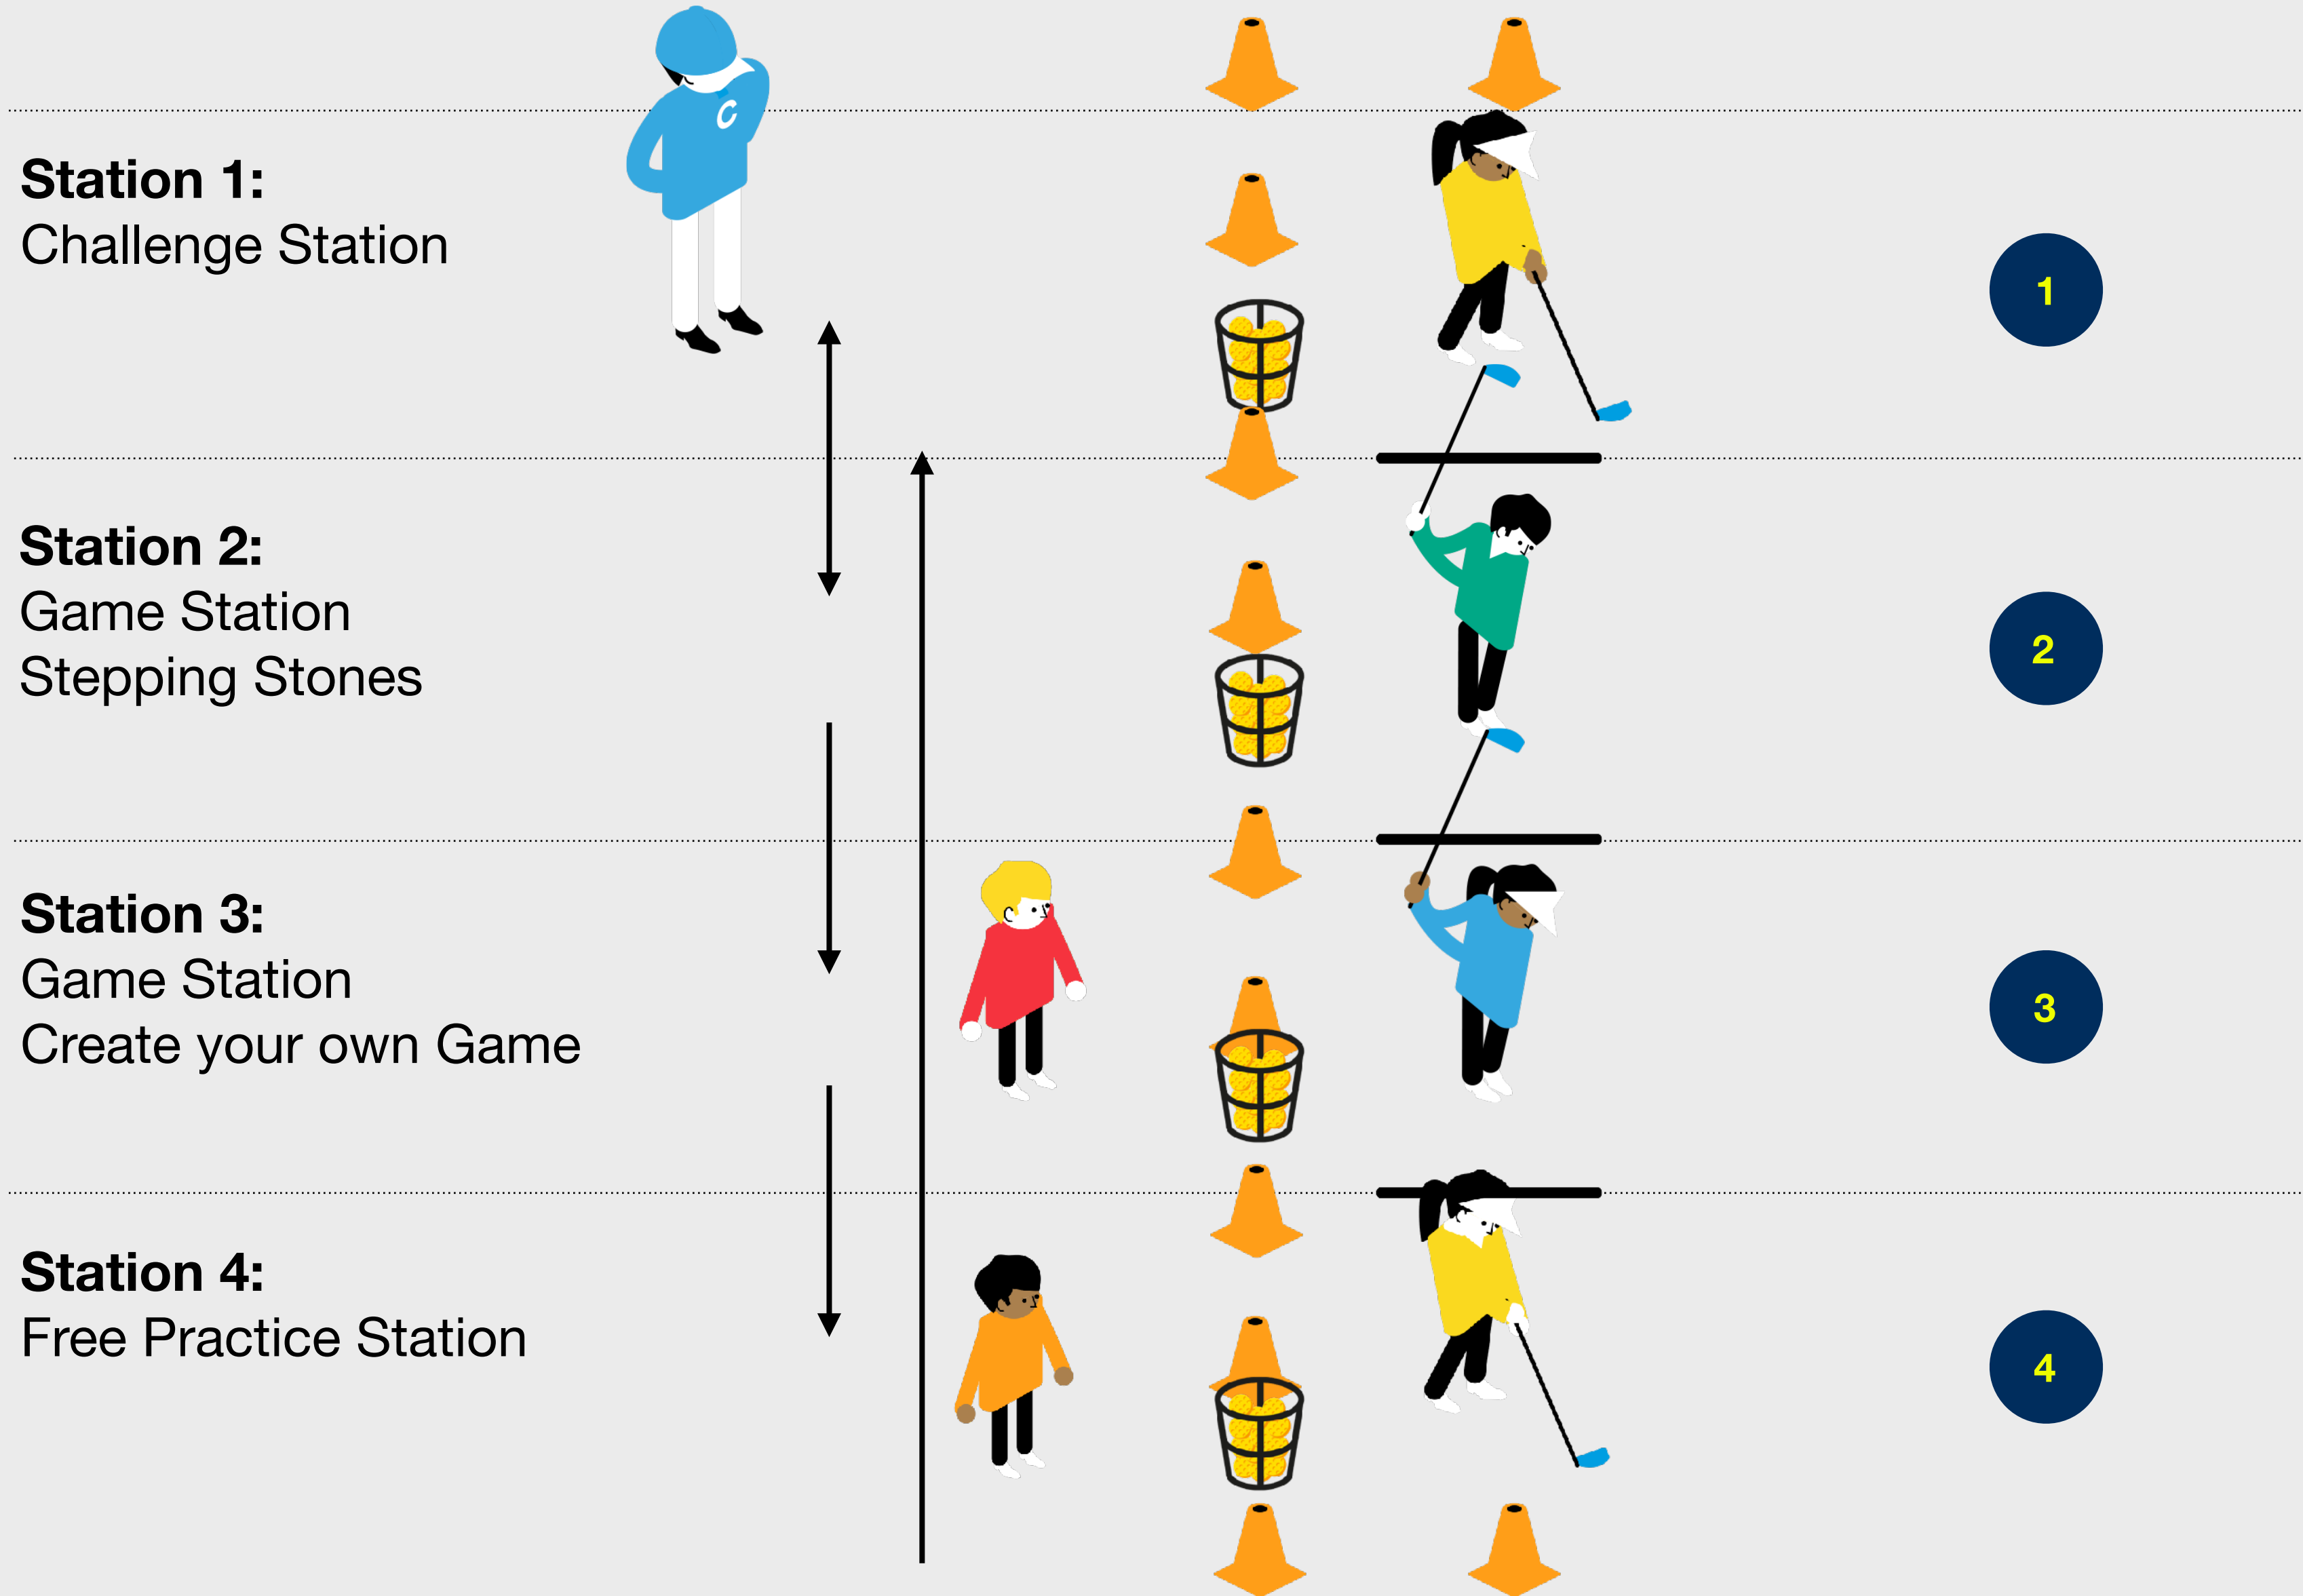 Station 1:
Challenge Station
C
1
Station 2:
Game Station
Stepping Stones
2
Station 3:
Game Station
Create your own Game
3
Station 4:
Free Practice Station
4